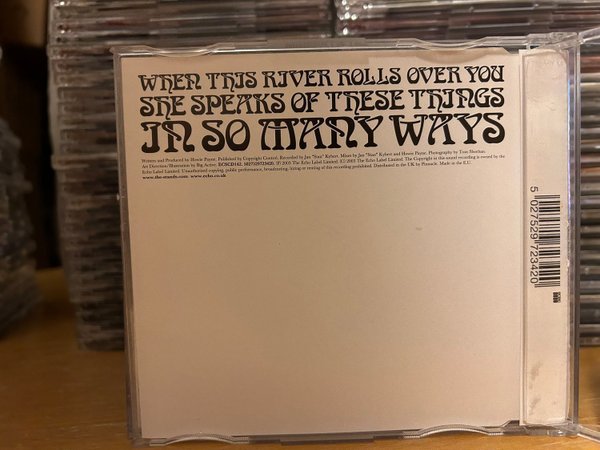 WHEN THIS RIVER ROLLS OVER YOU
SHE SPEAKS OF THESE THINGS
IN SO MANY WAYS
Written and Produced by Howie Payne. Published by Copyright Control. Recorded by Jan "Stan" Kybert. Mixed by Jan "Stan" Kybert and Howie Payne. Photography by Tom Sheehan.
Art Direction/Illustration by Big Active. ECSCD142. 5027529723420. (P) 2003 The Echo Label Limited. (C) 2003 The Echo Label Limited. The Copyright in this sound recording is owned by the
Echo Label Limited. Unauthorized copying, public performance, broadcasting, hiring or renting of this recording prohibited. Distributed in the UK by Pinnacle. Made in the E.U.
www.the-stands.com www.echo.co.uk
5 027529 723420